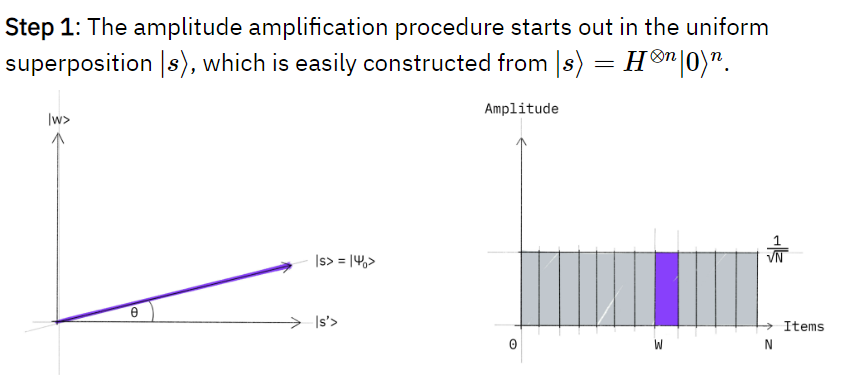 Step 1: The amplitude amplification procedure starts out in the uniform
superposition |s⟩, which is easily constructed from |s⟩ = H⊗ⁿ|0⟩ⁿ.
|w>
|s> = |Ψ₀>
θ
|s'>
Amplitude
1/√N
Items
0
W
N